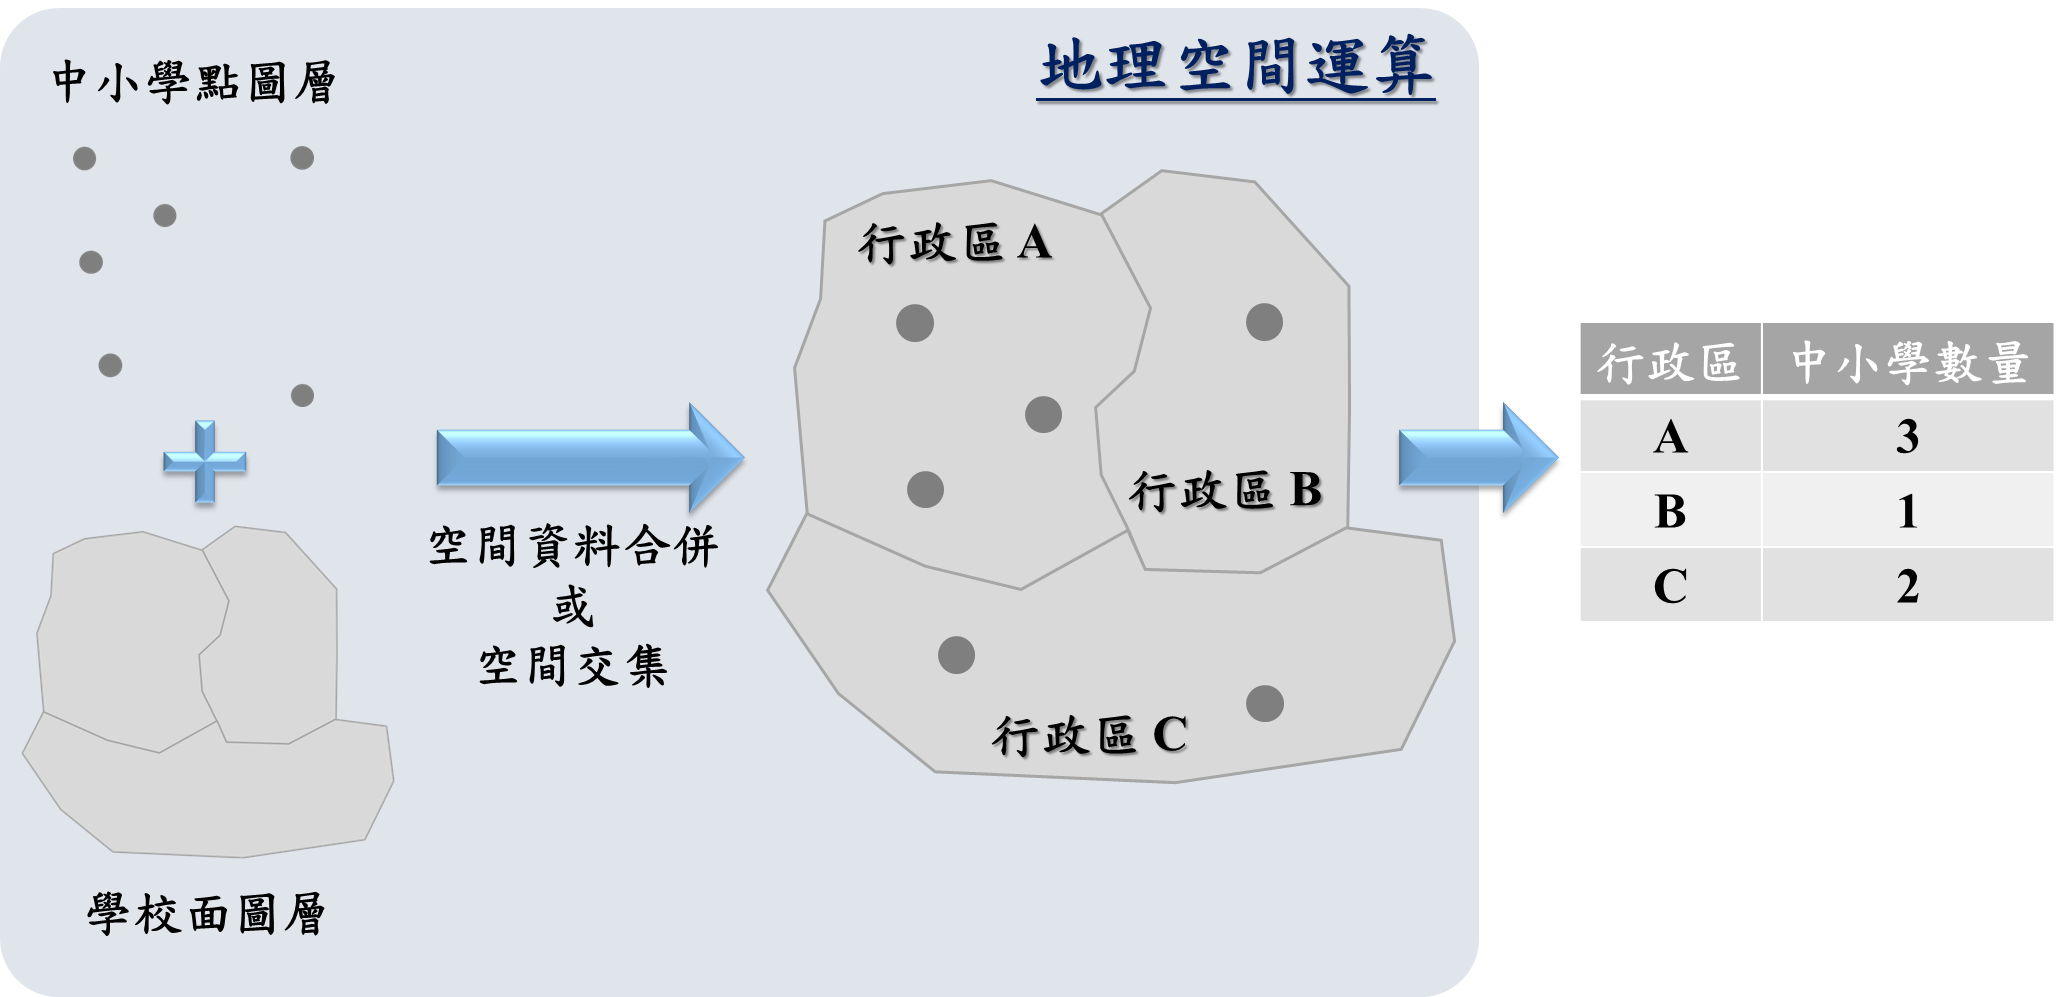 中小學點圖層
地理空間運算
空間資料合併
或
空間交集
學校面圖層
行政區 A
行政區 B
行政區 C
行政區 中小學數量
A 3
B 1
C 2